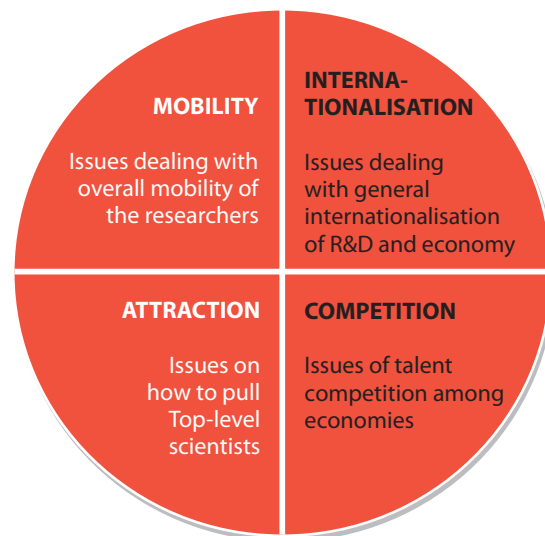 MOBILITY
Issues dealing with
overall mobility of
the researchers
INTERNA-
TIONALISATION
Issues dealing
with general
internationalisation
of R&D and economy
ATTRACTION
Issues on
how to pull
Top-level
scientists
COMPETITION
Issues of talent
competition among
economies